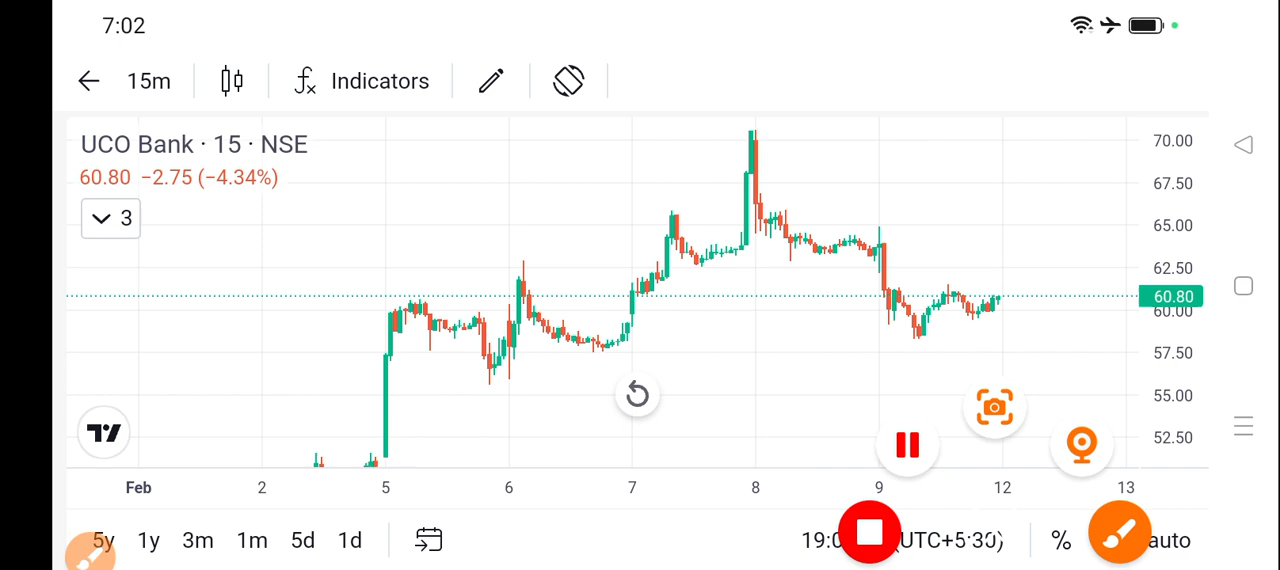 7:02
15m
Indicators
UCO Bank · 15 · NSE
60.80 −2.75 (−4.34%)
3
70.00
67.50
65.00
62.50
60.80
60.00
57.50
55.00
52.50
Feb 2 5 6 7 8 9 12 13
5y 1y 3m 1m 5d 1d
19:0 (UTC+5:30) % auto